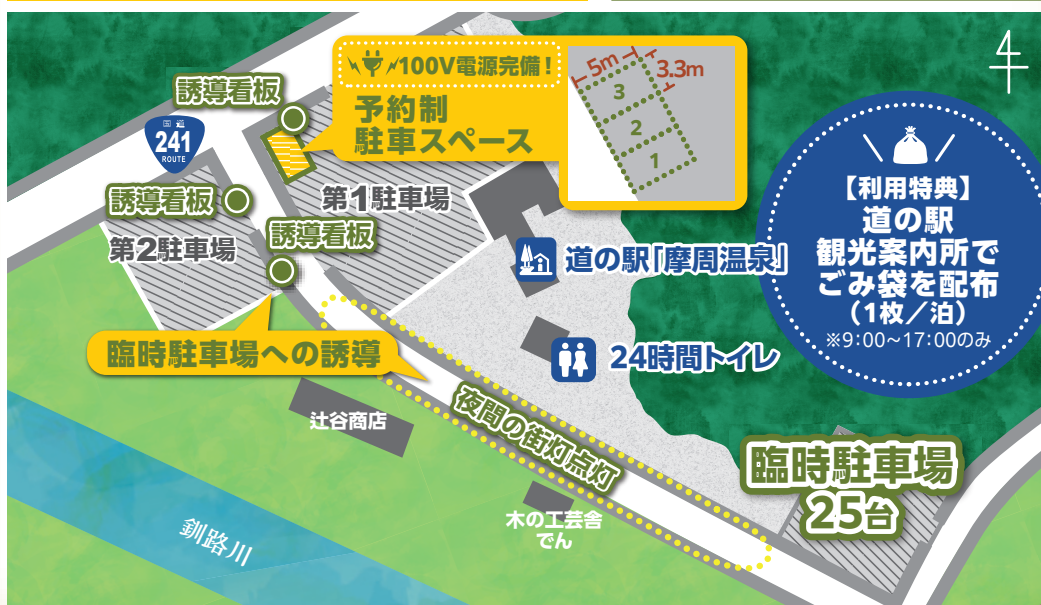 100V電源完備！
予約制
駐車スペース
5m
3.3m
3
2
1
誘導看板
国道
241
ROUTE
誘導看板
第1駐車場
第2駐車場
誘導看板
道の駅「摩周温泉」
【利用特典】
道の駅
観光案内所で
ごみ袋を配布
（1枚／泊）
※9:00~17:00のみ
臨時駐車場への誘導
24時間トイレ
辻谷商店
夜間の街灯点灯
臨時駐車場
25台
木の工芸舎
でん
釧路川